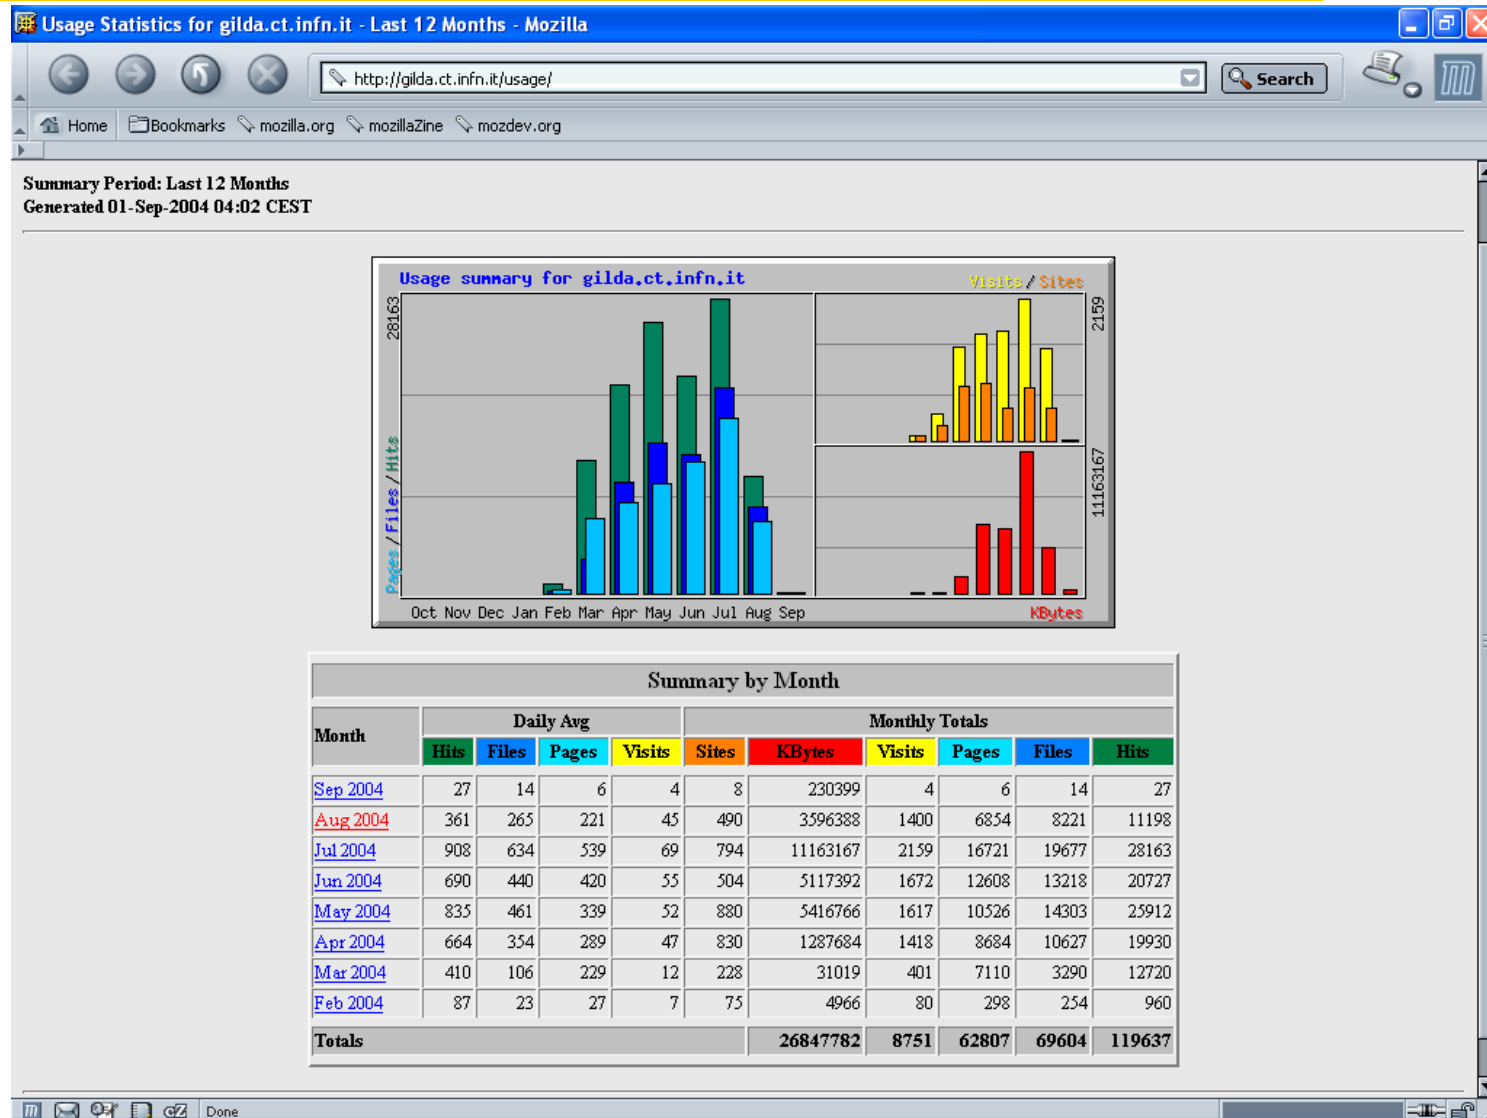 Usage Statistics for gilda.ct.infn.it - Last 12 Months - Mozilla
http://gilda.ct.infn.it/usage/
Search
Home Bookmarks mozilla.org mozillaZine mozdev.org
Summary Period: Last 12 Months
Generated 01-Sep-2004 04:02 CEST
Usage summary for gilda.ct.infn.it
Visits / Sites
28163
2159
Pages / Files / Hits
11163167
Oct Nov Dec Jan Feb Mar Apr May Jun Jul Aug Sep
KBytes
Summary by Month
Month Daily Avg Monthly Totals
Hits Files Pages Visits Sites KBytes Visits Pages Files Hits
Sep 2004 27 14 6 4 8 230399 4 6 14 27
Aug 2004 361 265 221 45 490 3596388 1400 6854 8221 11198
Jul 2004 908 634 539 69 794 11163167 2159 16721 19677 28163
Jun 2004 690 440 420 55 504 5117392 1672 12608 13218 20727
May 2004 835 461 339 52 880 5416766 1617 10526 14303 25912
Apr 2004 664 354 289 47 830 1287684 1418 8684 10627 19930
Mar 2004 410 106 229 12 228 31019 401 7110 3290 12720
Feb 2004 87 23 27 7 75 4966 80 298 254 960
Totals 26847782 8751 62807 69604 119637
Done